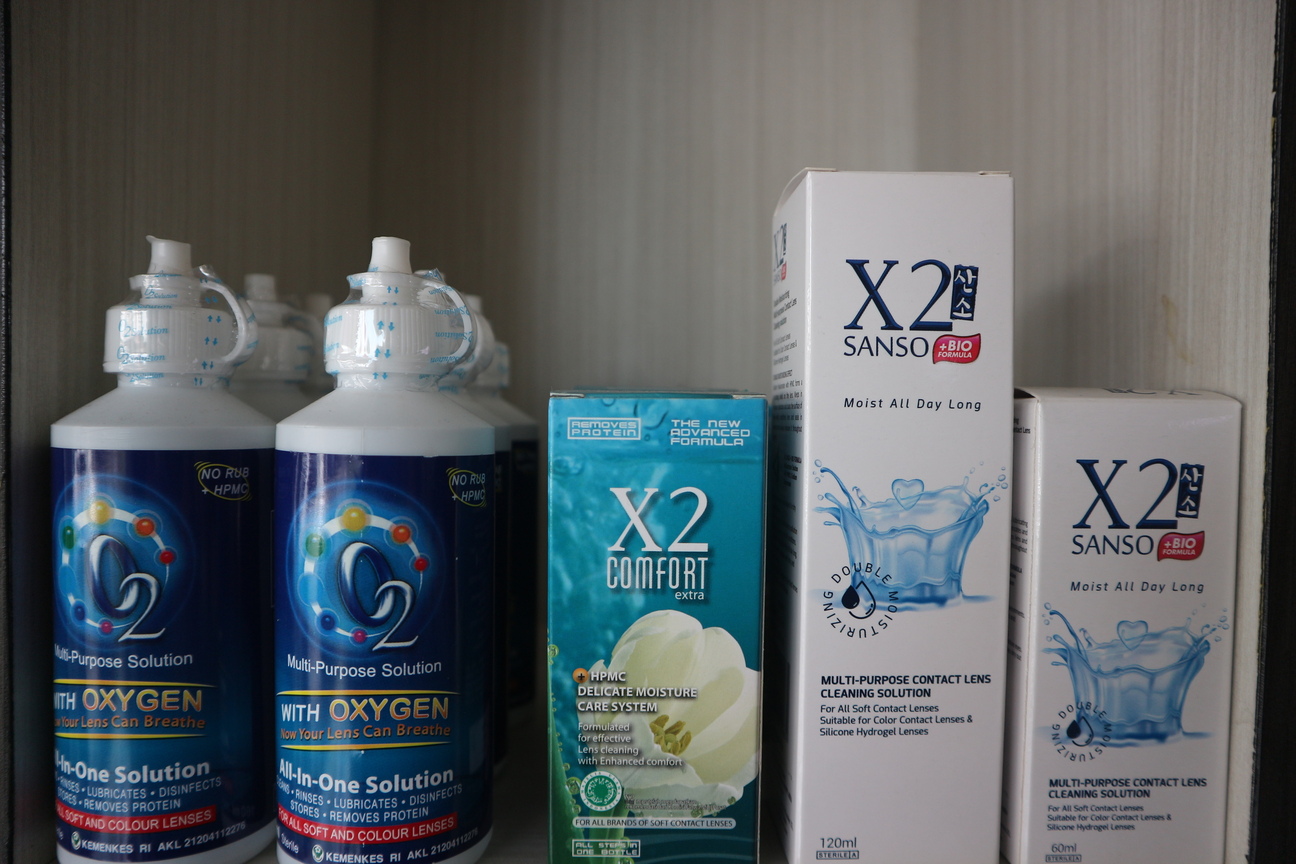 NO RUB
+ HPMC
O2
Multi-Purpose Solution
WITH OXYGEN
Now Your Lens Can Breathe
All-In-One Solution
• RINSES • LUBRICATES • DISINFECTS
STORES • REMOVES PROTEIN
FOR ALL SOFT AND COLOUR LENSES
KEMENKES RI AKL 21204112276
NO RUB
+ HPMC
O2
Multi-Purpose Solution
WITH OXYGEN
Now Your Lens Can Breathe
All-In-One Solution
• RINSES • LUBRICATES • DISINFECTS
STORES • REMOVES PROTEIN
FOR ALL SOFT AND COLOUR LENSES
Sterile
KEMENKES RI AKL 21204112276
REMOVES
PROTEIN
THE NEW
ADVANCED
FORMULA
X2
COMFORT
extra
+ HPMC
DELICATE MOISTURE
CARE SYSTEM
Formulated
for effective
Lens cleaning
with Enhanced comfort
FOR ALL BRANDS OF SOFT CONTACT LENSES
ALL STEPS IN
ONE BOTTLE
X2 산소
SANSO +BIO
FORMULA
Moist All Day Long
DOUBLE MOISTURIZING
MULTI-PURPOSE CONTACT LENS
CLEANING SOLUTION
For All Soft Contact Lenses
Suitable for Color Contact Lenses &
Silicone Hydrogel Lenses
120ml
STERILE A
X2 산소
SANSO +BIO
FORMULA
Moist All Day Long
DOUBLE MOISTURIZING
MULTI-PURPOSE CONTACT LENS
CLEANING SOLUTION
For All Soft Contact Lenses
Suitable for Color Contact Lenses &
Silicone Hydrogel Lenses
60ml
STERILE A